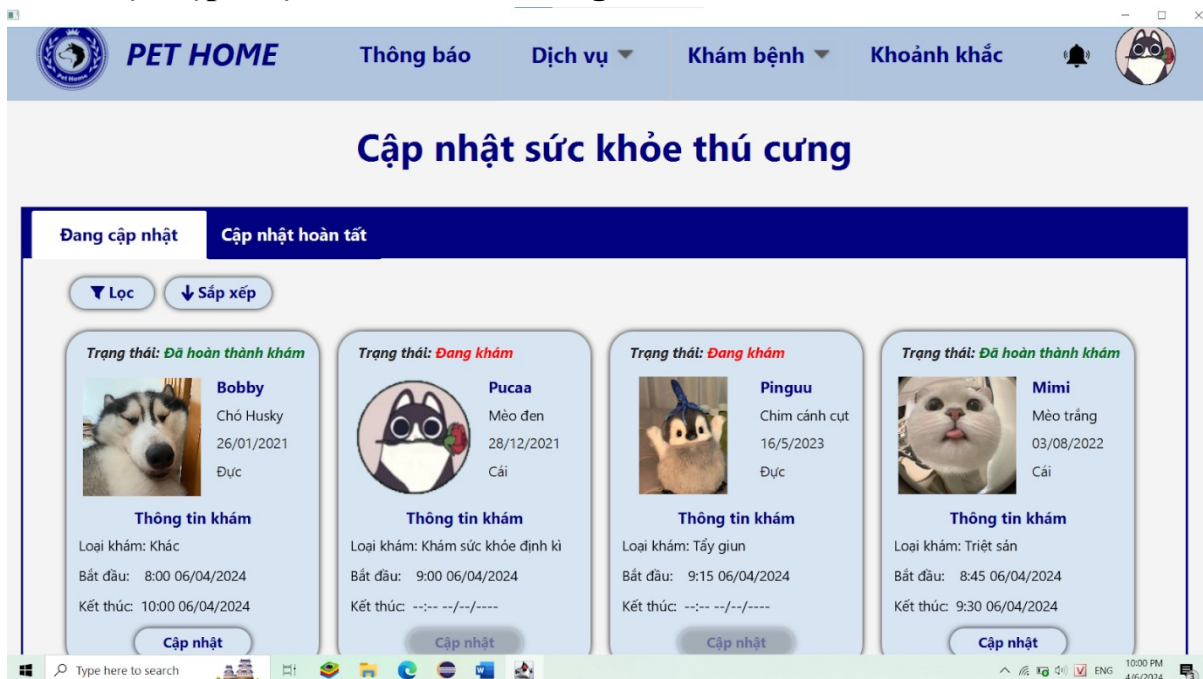 PET HOME Thông báo Dịch vụ Khám bệnh Khoảnh khắc
Pet Home
Cập nhật sức khỏe thú cưng
Đang cập nhật Cập nhật hoàn tất
Lọc Sắp xếp
Trạng thái: Đã hoàn thành khám
Bobby
Chó Husky
26/01/2021
Đực
Thông tin khám
Loại khám: Khác
Bắt đầu: 8:00 06/04/2024
Kết thúc: 10:00 06/04/2024
Cập nhật
Trạng thái: Đang khám
Pucaa
Mèo đen
28/12/2021
Cái
Thông tin khám
Loại khám: Khám sức khỏe định kì
Bắt đầu: 9:00 06/04/2024
Kết thúc: --:-- --/--/----
Cập nhật
Trạng thái: Đang khám
Pinguu
Chim cánh cụt
16/5/2023
Đực
Thông tin khám
Loại khám: Tẩy giun
Bắt đầu: 9:15 06/04/2024
Kết thúc: --:-- --/--/----
Cập nhật
Trạng thái: Đã hoàn thành khám
Mimi
Mèo trắng
03/08/2022
Cái
Thông tin khám
Loại khám: Triệt sản
Bắt đầu: 8:45 06/04/2024
Kết thúc: 9:30 06/04/2024
Cập nhật
Type here to search
ENG
10:00 PM
4/6/2024